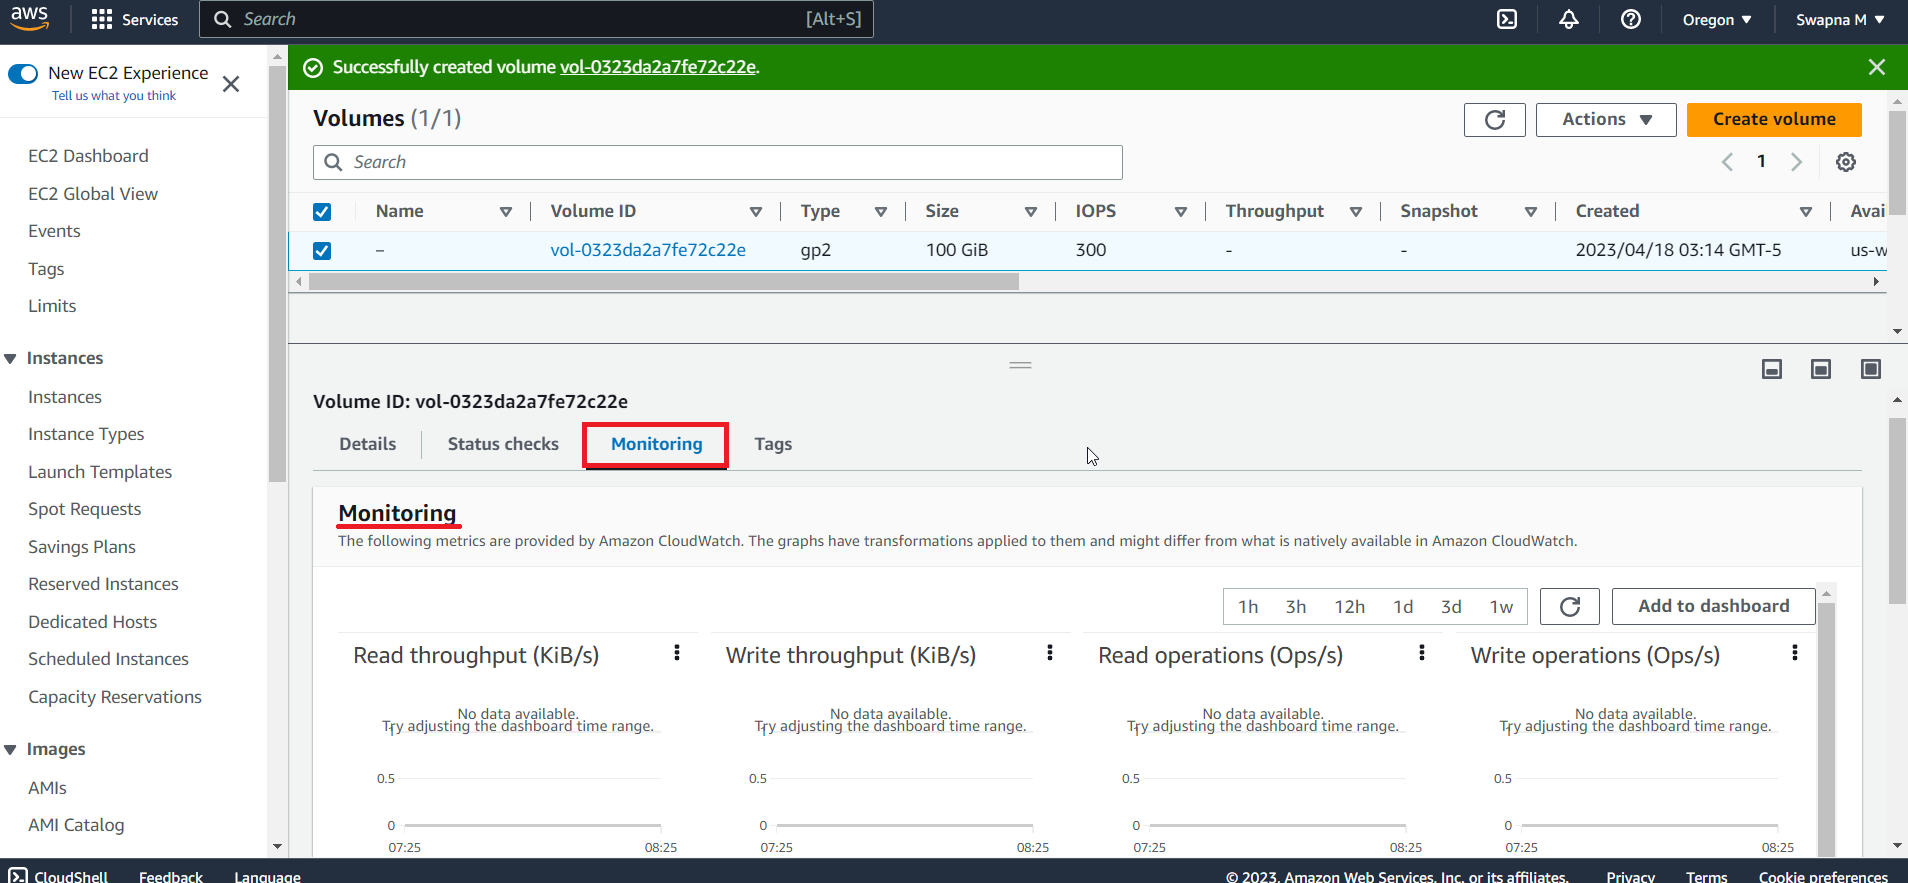 aws Services Search [Alt+S] Oregon ▼ Swapna M ▼
New EC2 Experience
Tell us what you think
EC2 Dashboard
EC2 Global View
Events
Tags
Limits
Instances
Instances
Instance Types
Launch Templates
Spot Requests
Savings Plans
Reserved Instances
Dedicated Hosts
Scheduled Instances
Capacity Reservations
Images
AMIs
AMI Catalog
Successfully created volume vol-0323da2a7fe72c22e.
Volumes (1/1)
Actions ▼ Create volume
Search
1
Name Volume ID Type Size IOPS Throughput Snapshot Created Avai
– vol-0323da2a7fe72c22e gp2 100 GiB 300 - - 2023/04/18 03:14 GMT-5 us-w
Volume ID: vol-0323da2a7fe72c22e
Details Status checks Monitoring Tags
Monitoring
The following metrics are provided by Amazon CloudWatch. The graphs have transformations applied to them and might differ from what is natively available in Amazon CloudWatch.
1h 3h 12h 1d 3d 1w Add to dashboard
Read throughput (KiB/s)
No data available.
Try adjusting the dashboard time range.
1
0.5
0
07:25 08:25
Write throughput (KiB/s)
No data available.
Try adjusting the dashboard time range.
1
0.5
0
07:25 08:25
Read operations (Ops/s)
No data available.
Try adjusting the dashboard time range.
1
0.5
0
07:25 08:25
Write operations (Ops/s)
No data available.
Try adjusting the dashboard time range.
1
0.5
0
07:25 08:25
CloudShell Feedback Language © 2023, Amazon Web Services, Inc. or its affiliates. Privacy Terms Cookie preferences